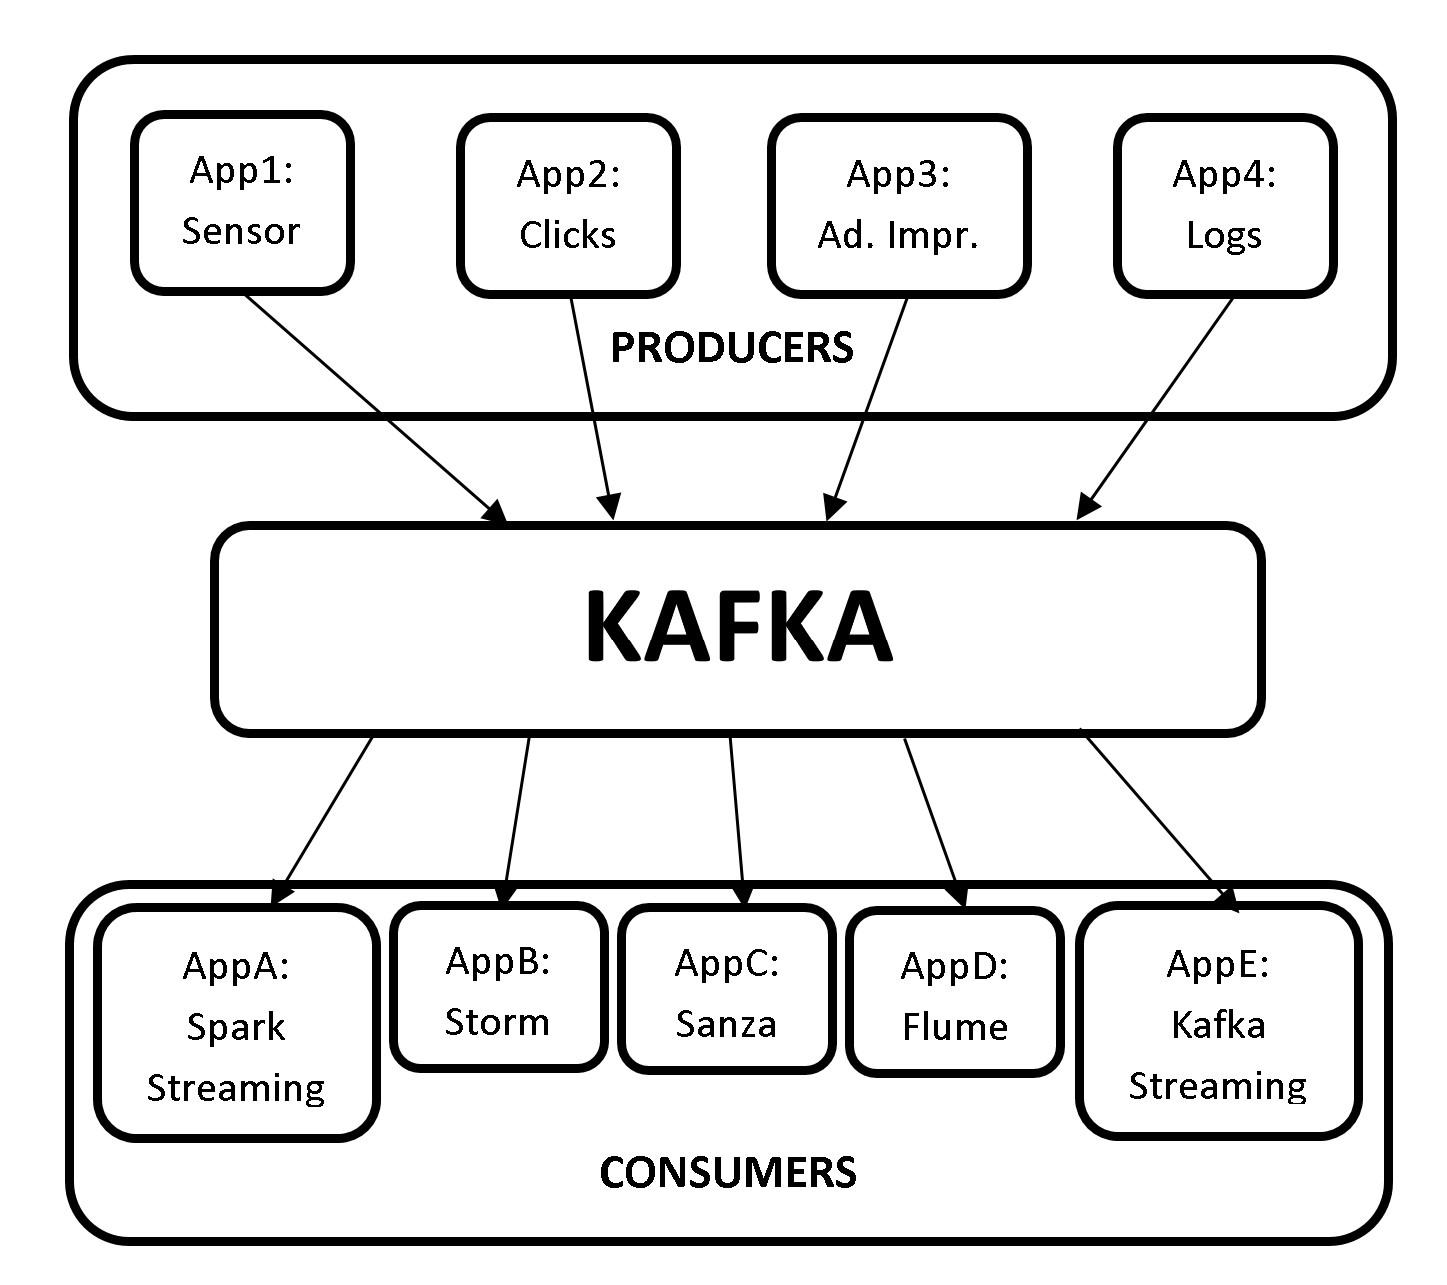 App1:
Sensor
App2:
Clicks
App3:
Ad. Impr.
App4:
Logs
PRODUCERS
KAFKA
AppA:
Spark
Streaming
AppB:
Storm
AppC:
Sanza
AppD:
Flume
AppE:
Kafka
Streaming
CONSUMERS